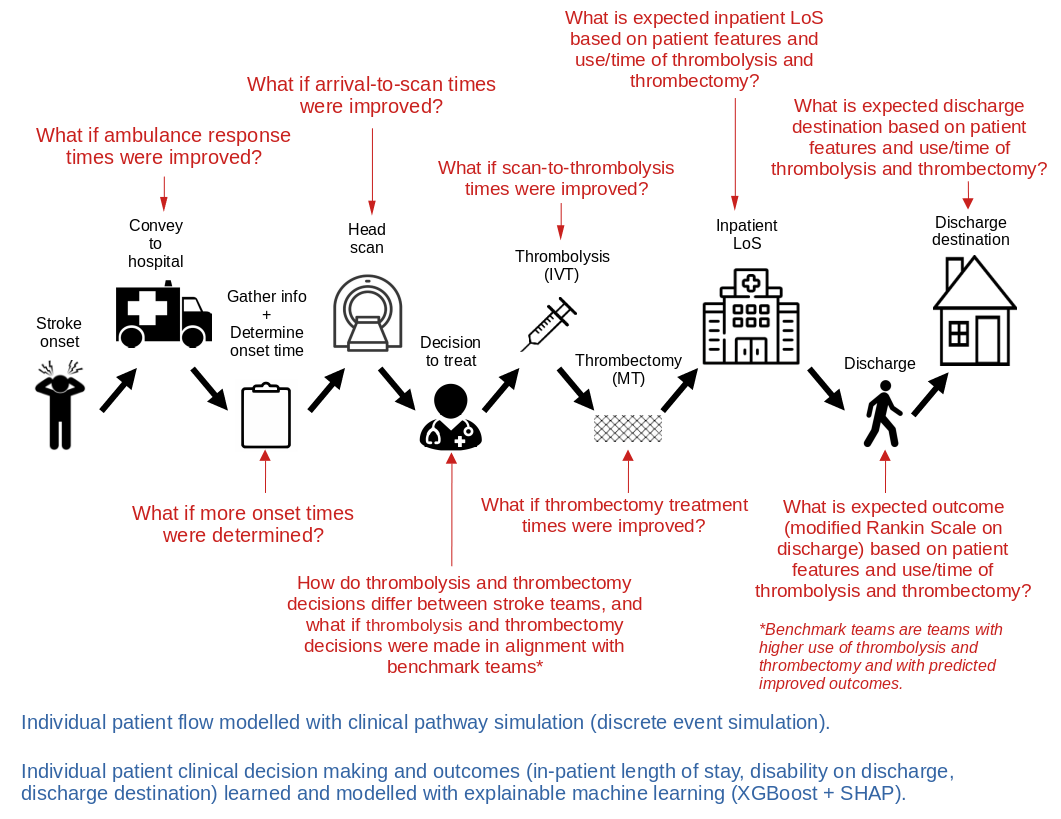 What is expected inpatient LoS
based on patient features and
use/time of thrombolysis and
thrombectomy?
What if arrival-to-scan times
were improved?
What is expected discharge
destination based on patient
features and use/time of
thrombolysis and thrombectomy?
What if ambulance response
times were improved?
What if scan-to-thrombolysis
times were improved?
Stroke
onset
Convey
to
hospital
Gather info
+
Determine
onset time
Head
scan
Decision
to treat
Thrombolysis
(IVT)
Thrombectomy
(MT)
Inpatient
LoS
Discharge
Discharge
destination
What if more onset times
were determined?
How do thrombolysis and thrombectomy
decisions differ between stroke teams, and
what if thrombolysis and thrombectomy
decisions were made in alignment with
benchmark teams*
What if thrombectomy treatment
times were improved?
What is expected outcome
(modified Rankin Scale on
discharge) based on patient
features and use/time of
thrombolysis and thrombectomy?
*Benchmark teams are teams with
higher use of thrombolysis and
thrombectomy and with predicted
improved outcomes.
Individual patient flow modelled with clinical pathway simulation (discrete event simulation).
Individual patient clinical decision making and outcomes (in-patient length of stay, disability on discharge,
discharge destination) learned and modelled with explainable machine learning (XGBoost + SHAP).